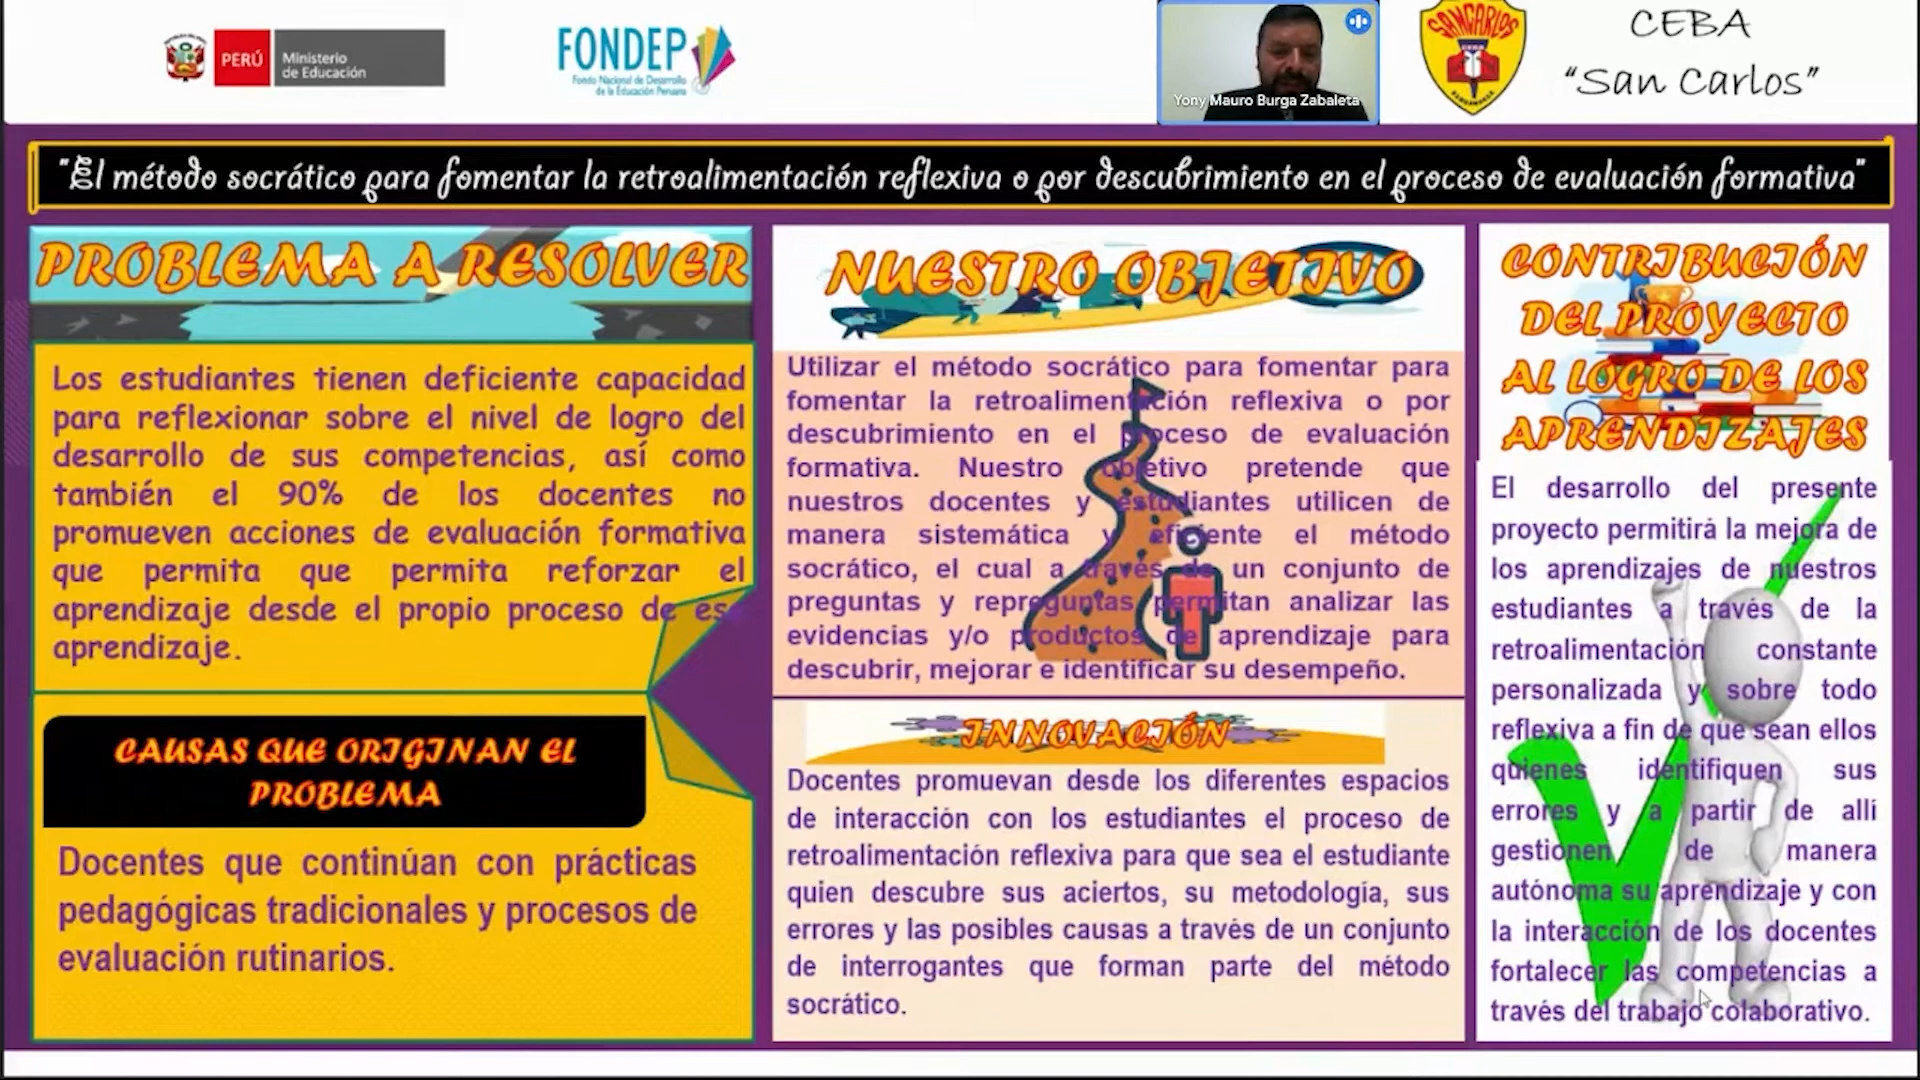 PERÚ
Ministerio
de Educación
FONDEP
Fondo Nacional de Desarrollo
de la Educación Peruana
Yony Mauro Burga Zabaleta
SAN CARLOS
CEBA
CEBA
"San Carlos"
"El método socrático para fomentar la retroalimentación reflexiva o por descubrimiento en el proceso de evaluación formativa"
PROBLEMA A RESOLVER
Los estudiantes tienen deficiente capacidad
para reflexionar sobre el nivel de logro del
desarrollo de sus competencias, así como
también el 90% de los docentes no
promueven acciones de evaluación formativa
que permita que permita reforzar el
aprendizaje desde el propio proceso de ese
aprendizaje.
CAUSAS QUE ORIGINAN EL
PROBLEMA
Docentes que continúan con prácticas
pedagógicas tradicionales y procesos de
evaluación rutinarios.
NUESTRO OBJETIVO
Utilizar el método socrático para fomentar para
fomentar la retroalimentación reflexiva o por
descubrimiento en el proceso de evaluación
formativa. Nuestro objetivo pretende que
nuestros docentes y estudiantes utilicen de
manera sistemática y eficiente el método
socrático, el cual a través de un conjunto de
preguntas y repreguntas permitan analizar las
evidencias y/o productos de aprendizaje para
descubrir, mejorar e identificar su desempeño.
INNOVACIÓN
Docentes promuevan desde los diferentes espacios
de interacción con los estudiantes el proceso de
retroalimentación reflexiva para que sea el estudiante
quien descubre sus aciertos, su metodología, sus
errores y las posibles causas a través de un conjunto
de interrogantes que forman parte del método
socrático.
CONTRIBUCIÓN
DEL PROYECTO
AL LOGRO DE LOS
APRENDIZAJES
El desarrollo del presente
proyecto permitirá la mejora de
los aprendizajes de nuestros
estudiantes a través de la
retroalimentación constante
personalizada y sobre todo
reflexiva a fin de que sean ellos
quienes identifiquen sus
errores y a partir de allí
gestionen de manera
autónoma su aprendizaje y con
la interacción de los docentes
fortalecer las competencias a
través del trabajo colaborativo.